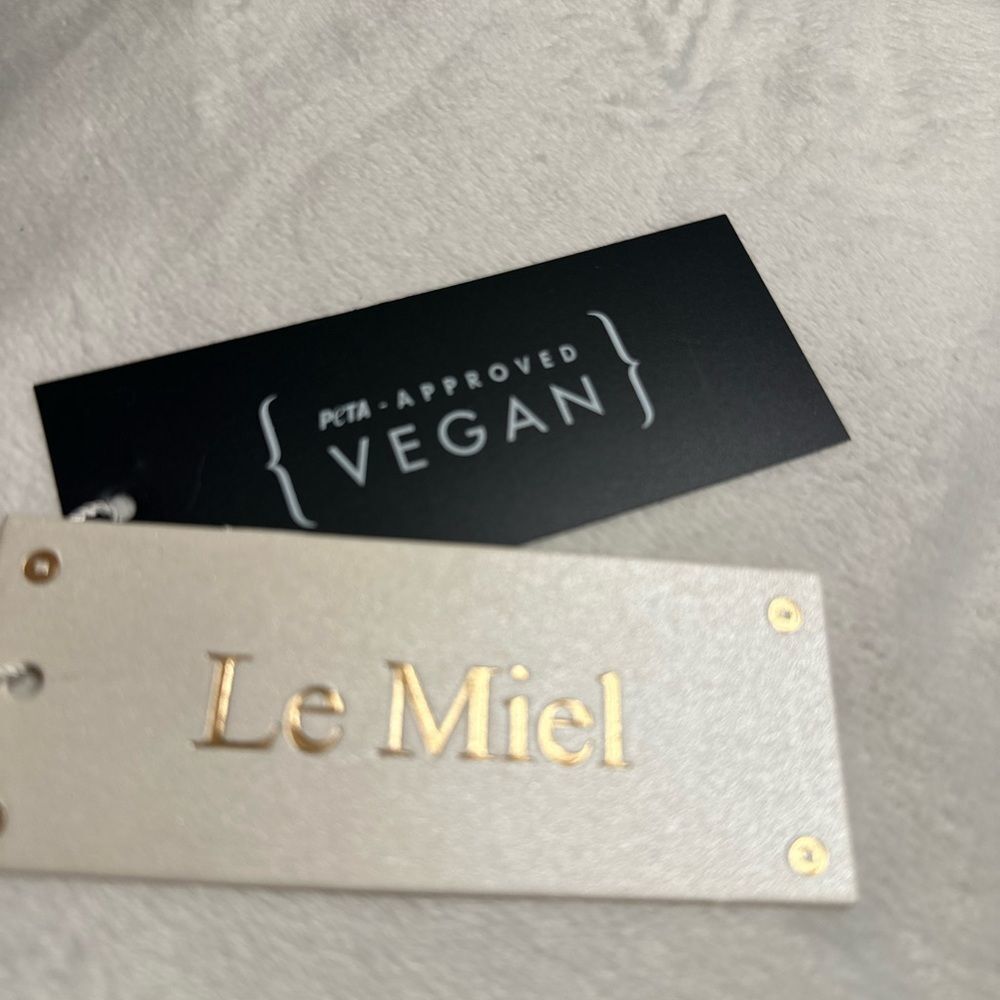 { PETA - APPROVED
VEGAN }
Le Miel